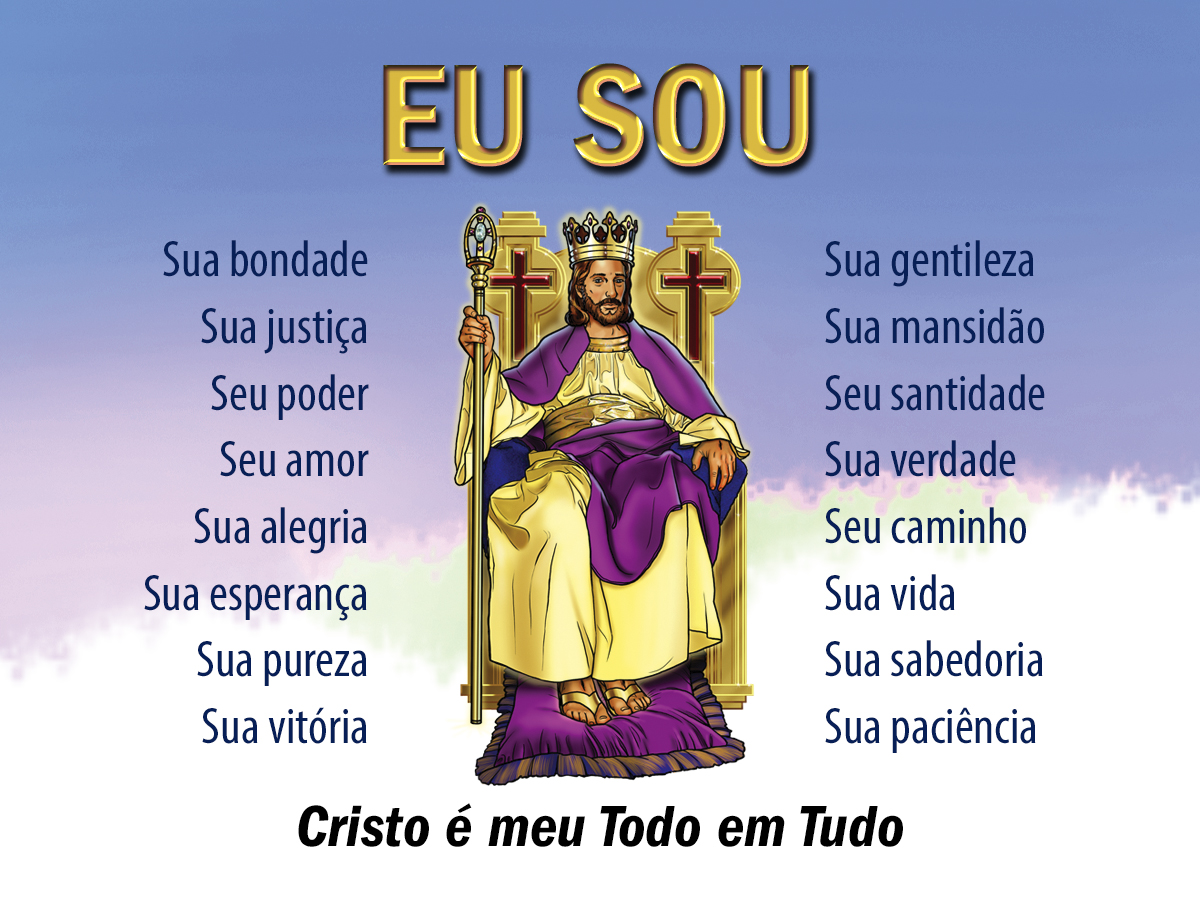 EU SOU
Sua bondade
Sua justiça
Seu poder
Seu amor
Sua alegria
Sua esperança
Sua pureza
Sua vitória
Sua gentileza
Sua mansidão
Seu santidade
Sua verdade
Seu caminho
Sua vida
Sua sabedoria
Sua paciência
Cristo é meu Todo em Tudo